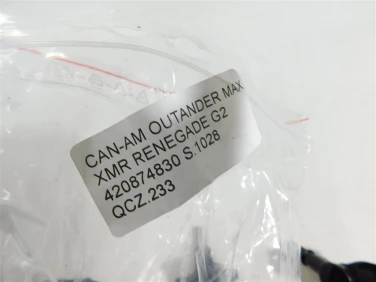 CAN-AM OUTANDER MAX
XMR RENEGADE G2
420874830 S.1028
QCZ.233